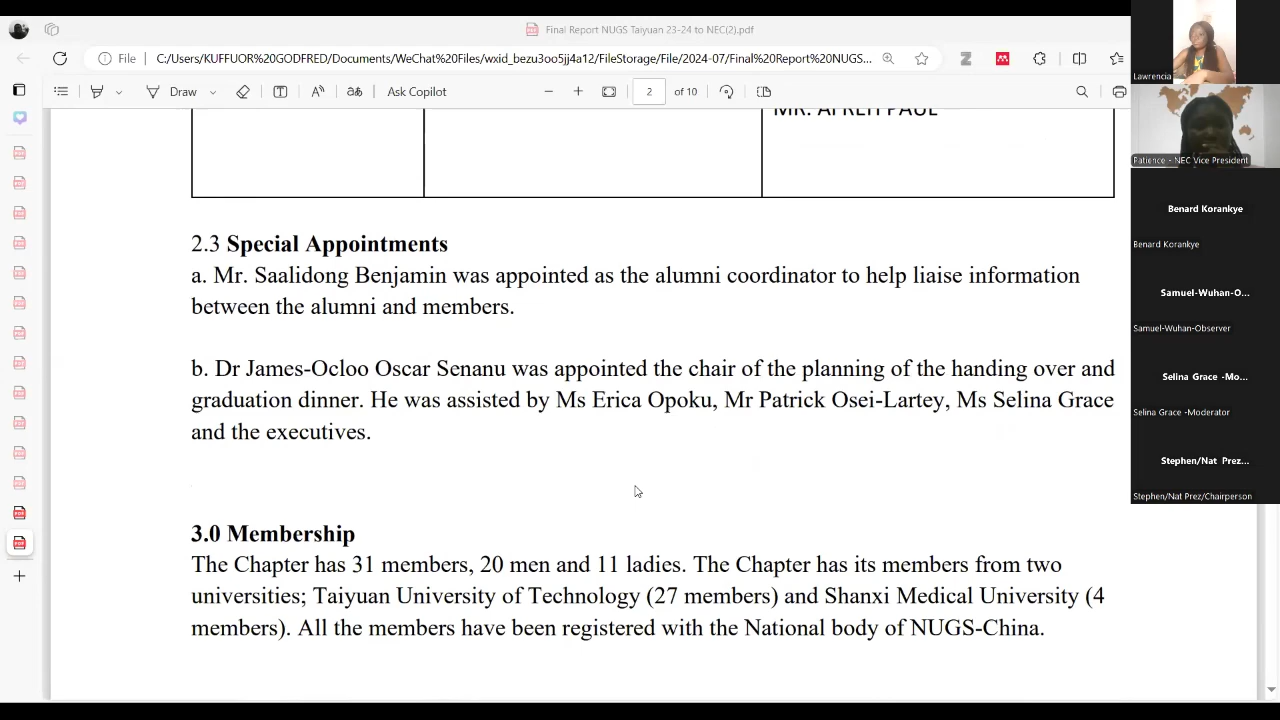 Final Report NUGS Taiyuan 23-24 to NEC(2).pdf
File C:/Users/KUFFUOR%20GODFRED/Documents/WeChat%20Files/wxid_bezu3oo5jj4a12/FileStorage/File/2024-07/Final%20Report%20NUGS...
Draw
Ask Copilot
2 of 10
MR. AFREH PAUL
2.3 Special Appointments
a. Mr. Saalidong Benjamin was appointed as the alumni coordinator to help liaise information
between the alumni and members.
b. Dr James-Ocloo Oscar Senanu was appointed the chair of the planning of the handing over and
graduation dinner. He was assisted by Ms Erica Opoku, Mr Patrick Osei-Lartey, Ms Selina Grace
and the executives.
3.0 Membership
The Chapter has 31 members, 20 men and 11 ladies. The Chapter has its members from two
universities; Taiyuan University of Technology (27 members) and Shanxi Medical University (4
members). All the members have been registered with the National body of NUGS-China.
Lawrencia
Patience - NEC Vice President
Benard Korankye
Benard Korankye
Samuel-Wuhan-O...
Samuel-Wuhan-Observer
Selina Grace -Mo...
Selina Grace -Moderator
Stephen/Nat Prez...
Stephen/Nat Prez/Chairperson